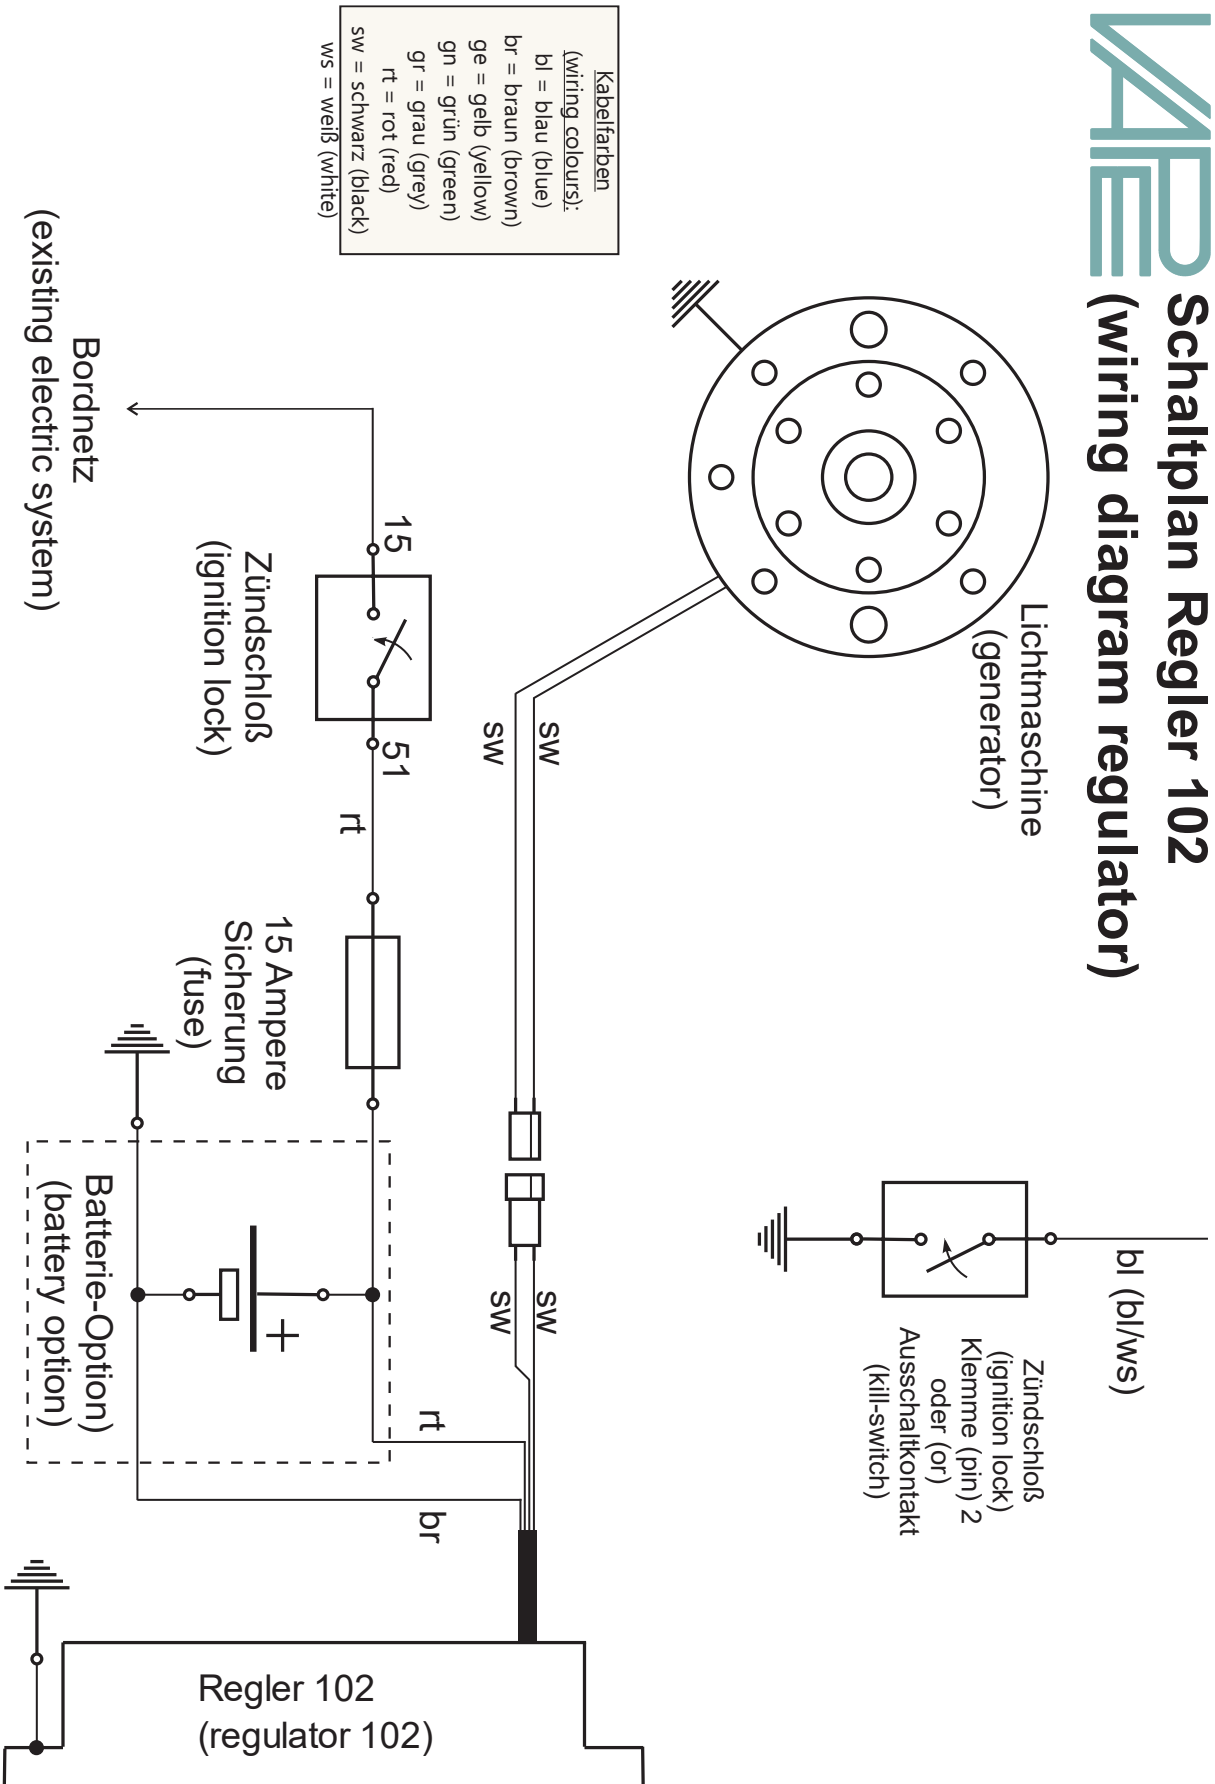 VAPE
Schaltplan Regler 102
(wiring diagram regulator)
Kabelfarben
(wiring colours):
bl = blau (blue)
br = braun (brown)
ge = gelb (yellow)
gn = grün (green)
gr = grau (grey)
rt = rot (red)
sw = schwarz (black)
ws = weiß (white)
Lichtmaschine
(generator)
bl (bl/ws)
Zündschloß
(ignition lock)
Klemme (pin) 2
oder (or)
Ausschaltkontakt
(kill-switch)
sw
sw
sw
sw
15
51
Zündschloß
(ignition lock)
rt
15 Ampere
Sicherung
(fuse)
Bordnetz
(existing electric system)
+
Batterie-Option)
(battery option)
rt
br
Regler 102
(regulator 102)